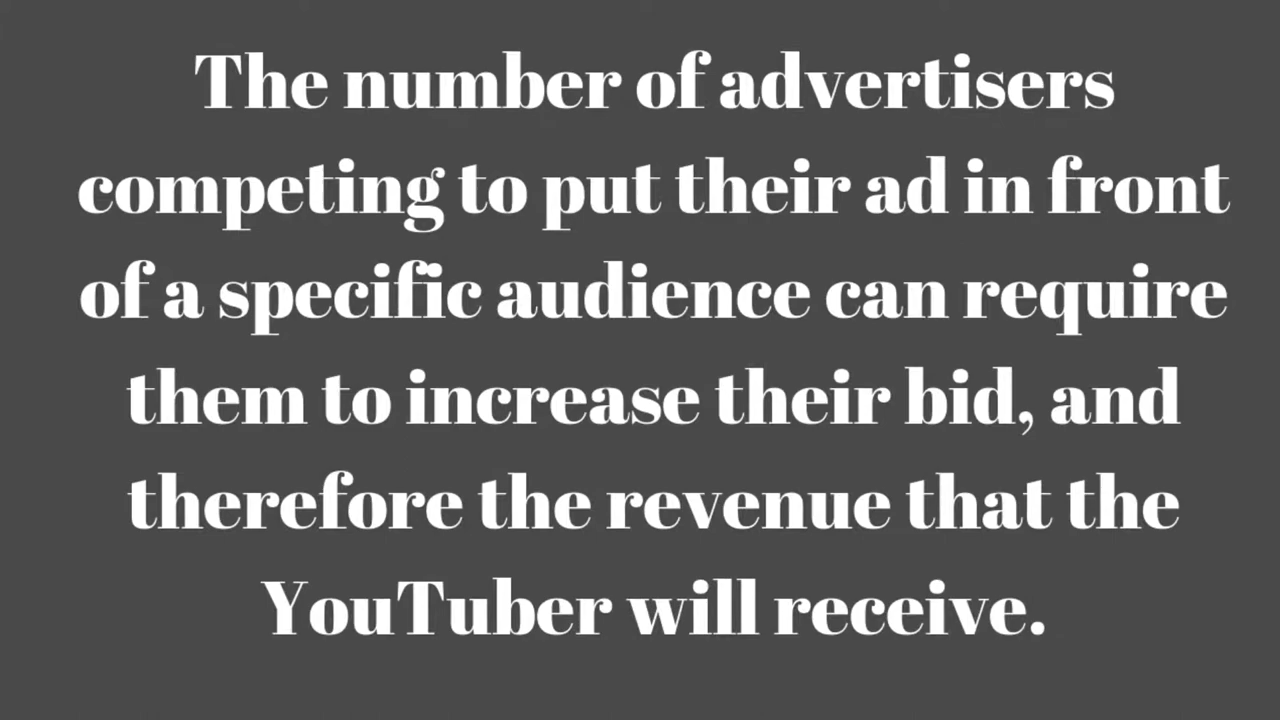 The number of advertisers
competing to put their ad in front
of a specific audience can require
them to increase their bid, and
therefore the revenue that the
YouTuber will receive.